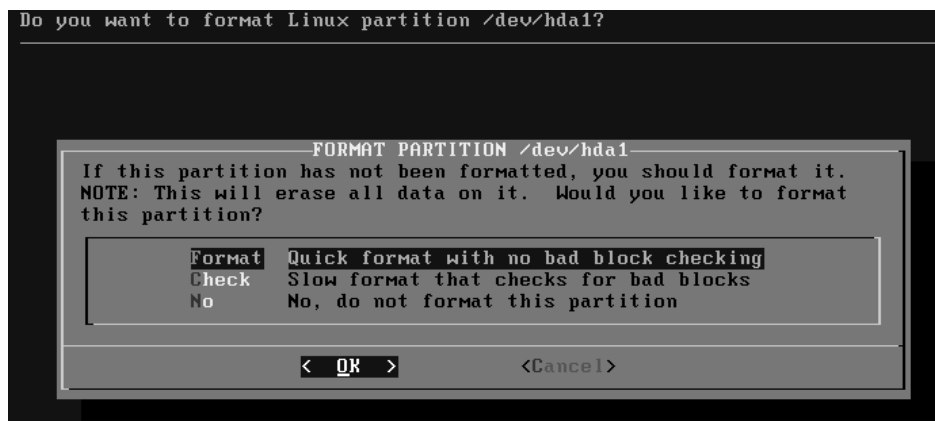 Do you want to format Linux partition /dev/hda1?
FORMAT PARTITION /dev/hda1
If this partition has not been formatted, you should format it.
NOTE: This will erase all data on it.  Would you like to format
this partition?
Format  Quick format with no bad block checking
Check  Slow format that checks for bad blocks
No  No, do not format this partition
<  OK  > <Cancel>